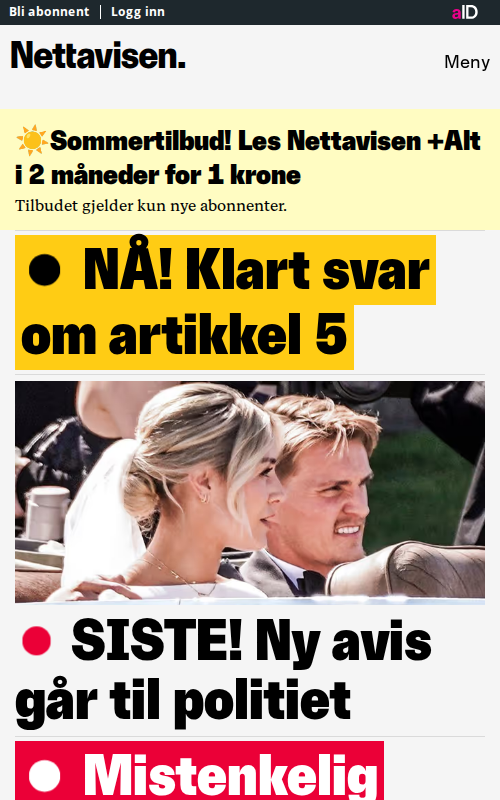 Bli abonnent | Logg inn
aID
Nettavisen.
Meny
Sommertilbud! Les Nettavisen +Alt
i 2 måneder for 1 krone
Tilbudet gjelder kun nye abonnenter.
NÅ! Klart svar
om artikkel 5
SISTE! Ny avis
går til politiet
Mistenkelig